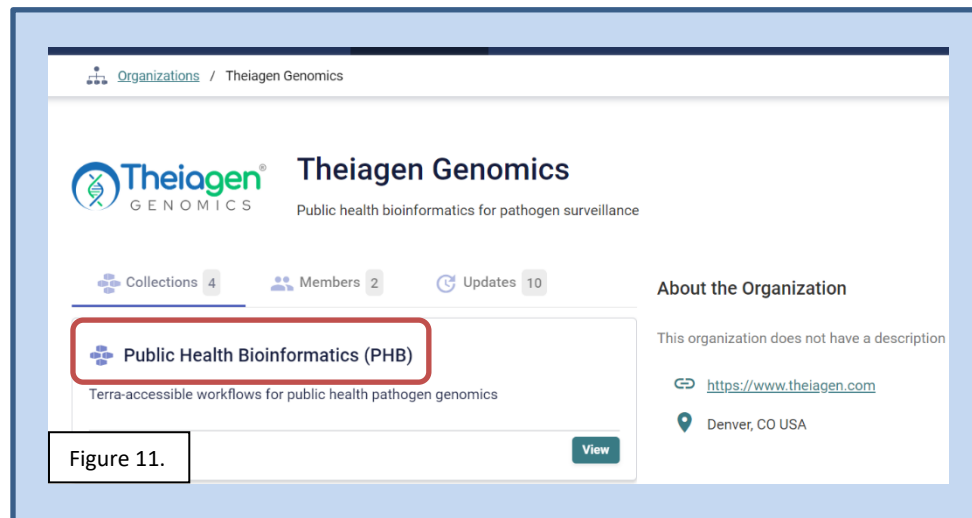 Organizations / Theiagen Genomics
Theiagen®
GENOMICS
Theiagen Genomics
Public health bioinformatics for pathogen surveillance
Collections 4
Members 2
Updates 10
Public Health Bioinformatics (PHB)
Terra-accessible workflows for public health pathogen genomics
View
About the Organization
This organization does not have a description
https://www.theiagen.com
Denver, CO USA
Figure 11.